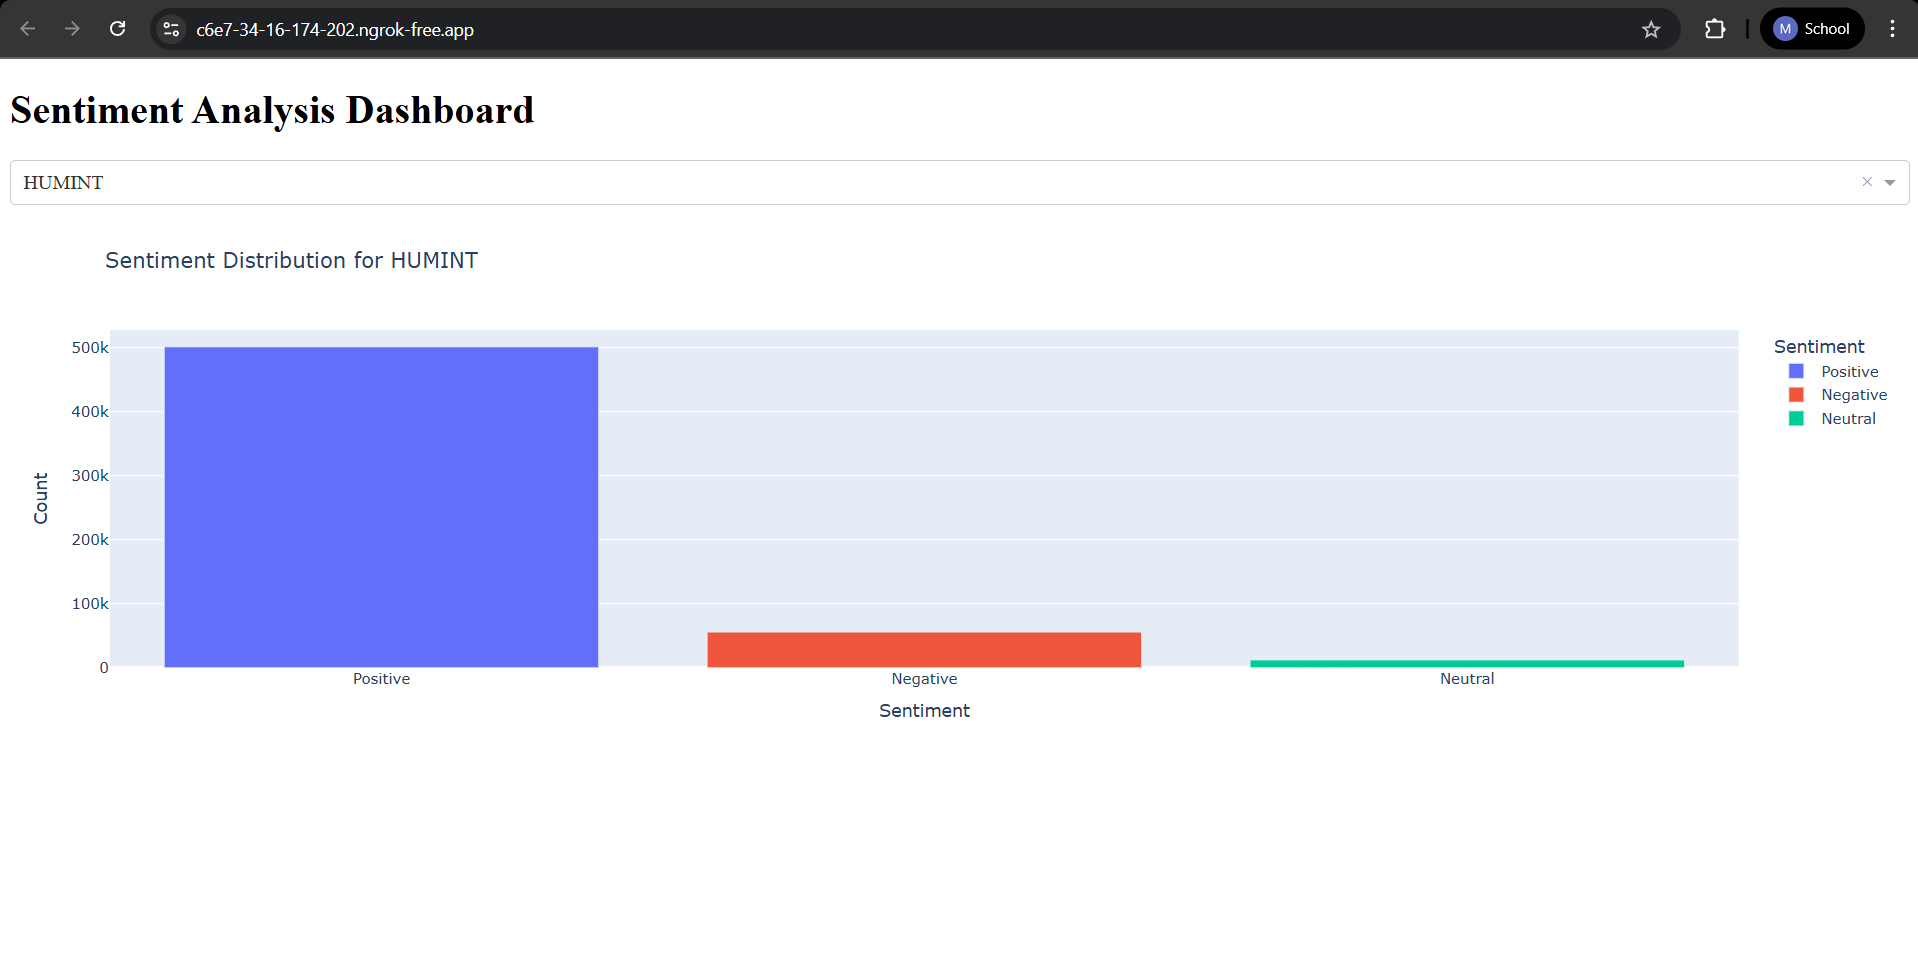 c6e7-34-16-174-202.ngrok-free.app
M School
Sentiment Analysis Dashboard
HUMINT
Sentiment Distribution for HUMINT
500k
400k
300k
200k
100k
0
Count
Positive
Negative
Neutral
Sentiment
Sentiment
Positive
Negative
Neutral